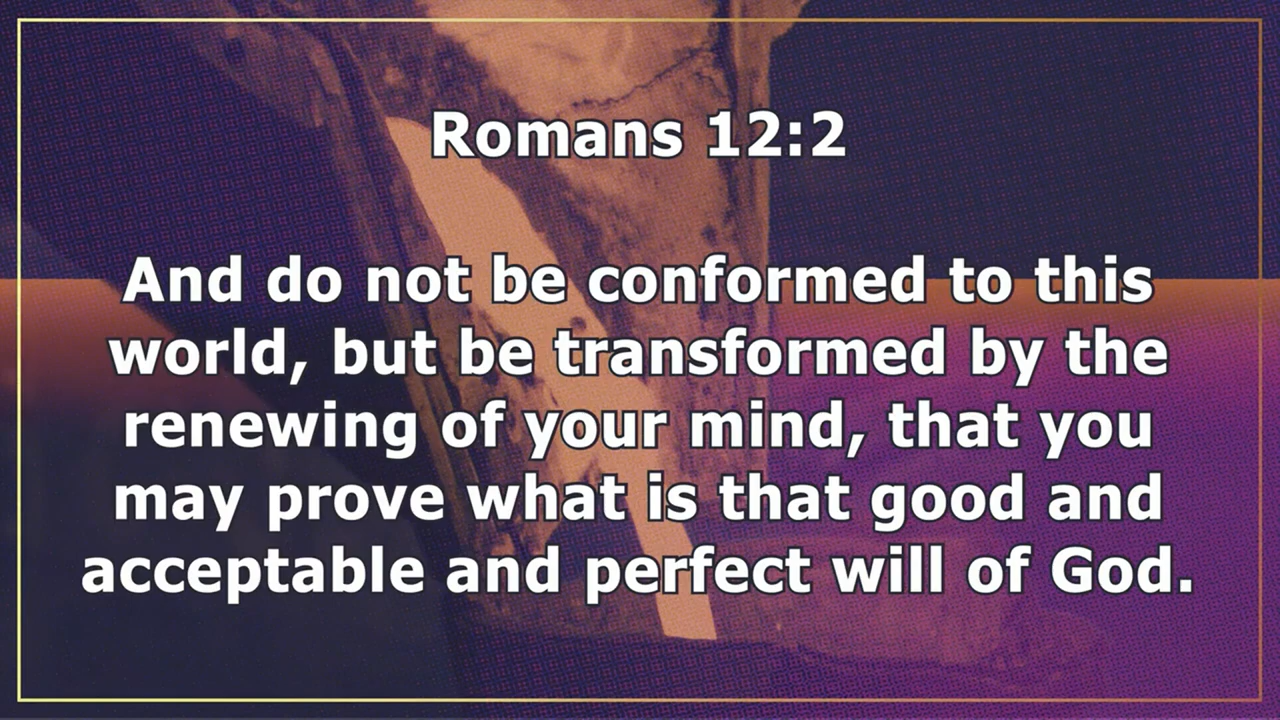 Romans 12:2
And do not be conformed to this
world, but be transformed by the
renewing of your mind, that you
may prove what is that good and
acceptable and perfect will of God.